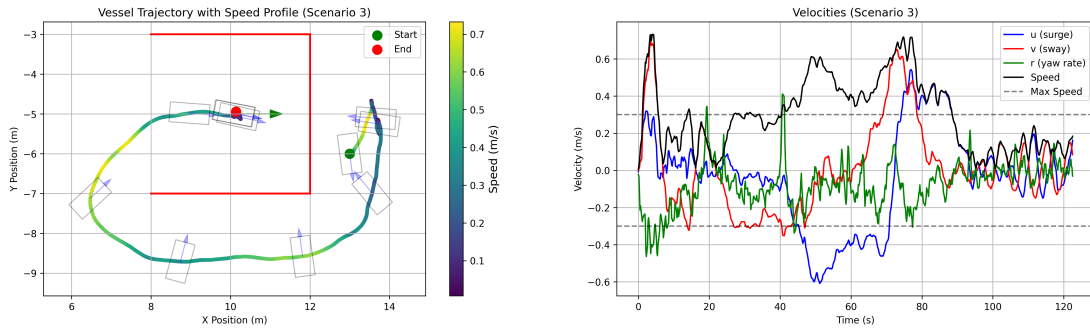 Vessel Trajectory with Speed Profile (Scenario 3)
Start
End
−3
−4
−5
−6
−7
−8
−9
Y Position (m)
6
8
10
12
14
X Position (m)
0.7
0.6
0.5
0.4
0.3
0.2
0.1
Speed (m/s)
Velocities (Scenario 3)
u (surge)
v (sway)
r (yaw rate)
Speed
Max Speed
0.6
0.4
0.2
0.0
−0.2
−0.4
−0.6
Velocity (m/s)
0
20
40
60
80
100
120
Time (s)